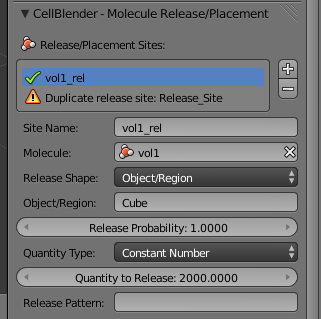 CellBlender - Molecule Release/Placement
Release/Placement Sites:
vol1_rel
Duplicate release site: Release_Site
Site Name: vol1_rel
Molecule: vol1
Release Shape: Object/Region
Object/Region: Cube
Release Probability: 1.0000
Quantity Type: Constant Number
Quantity to Release: 2000.0000
Release Pattern: